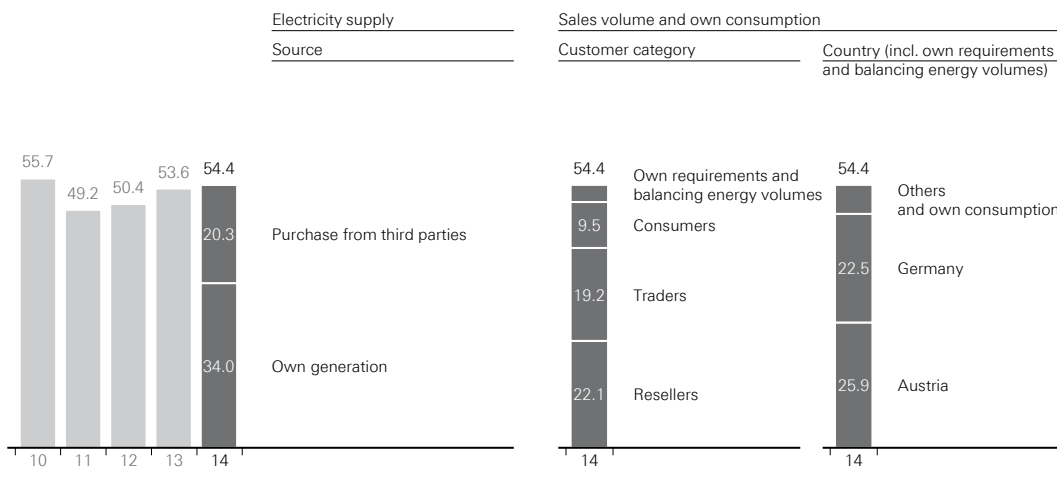 Electricity supply
Sales volume and own consumption
Source
Customer category
Country (incl. own requirements
and balancing energy volumes)
55.7
49.2
50.4
53.6
54.4
20.3
Purchase from third parties
34.0
Own generation
10
11
12
13
14
54.4
Own requirements and
balancing energy volumes
9.5
Consumers
19.2
Traders
22.1
Resellers
14
54.4
Others
and own consumption
22.5
Germany
25.9
Austria
14